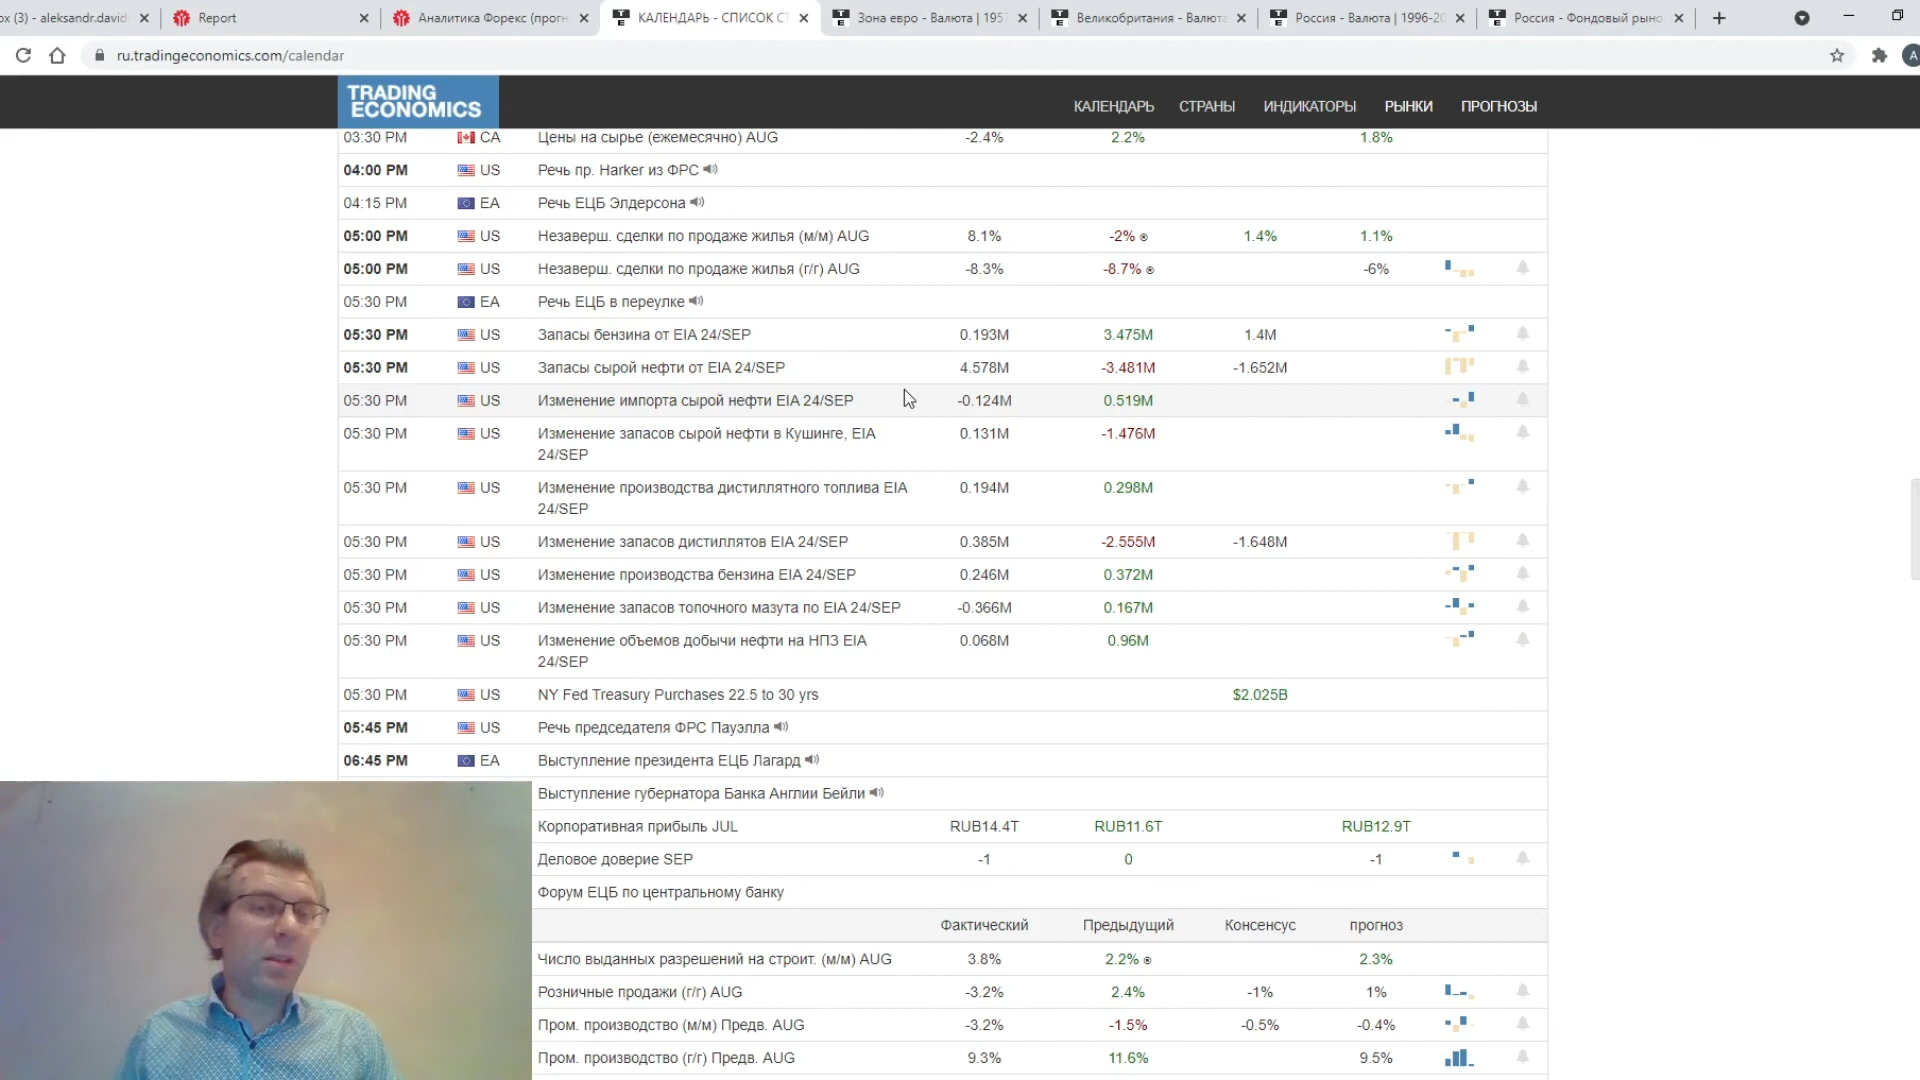 ox (3) - aleksandr.david
Report
Аналитика Форекс (прогн
КАЛЕНДАРЬ - СПИСОК СТ
Зона евро - Валюта | 1957
Великобритания - Валюта
Россия - Валюта | 1996-20
Россия - Фондовый рыно
ru.tradingeconomics.com/calendar
A
TRADING
ECONOMICS
КАЛЕНДАРЬ СТРАНЫ ИНДИКАТОРЫ РЫНКИ ПРОГНОЗЫ
03:30 PM CA Цены на сырье (ежемесячно) AUG -2.4% 2.2% 1.8%
04:00 PM US Речь пр. Harker из ФРС
04:15 PM EA Речь ЕЦБ Элдерсона
05:00 PM US Незаверш. сделки по продаже жилья (м/м) AUG 8.1% -2% 1.4% 1.1%
05:00 PM US Незаверш. сделки по продаже жилья (г/г) AUG -8.3% -8.7% -6%
05:30 PM EA Речь ЕЦБ в переулке
05:30 PM US Запасы бензина от EIA 24/SEP 0.193M 3.475M 1.4M
05:30 PM US Запасы сырой нефти от EIA 24/SEP 4.578M -3.481M -1.652M
05:30 PM US Изменение импорта сырой нефти EIA 24/SEP -0.124M 0.519M
05:30 PM US Изменение запасов сырой нефти в Кушинге, EIA 0.131M -1.476M
24/SEP
05:30 PM US Изменение производства дистиллятного топлива EIA 0.194M 0.298M
24/SEP
05:30 PM US Изменение запасов дистиллятов EIA 24/SEP 0.385M -2.555M -1.648M
05:30 PM US Изменение производства бензина EIA 24/SEP 0.246M 0.372M
05:30 PM US Изменение запасов топочного мазута по EIA 24/SEP -0.366M 0.167M
05:30 PM US Изменение объемов добычи нефти на НПЗ EIA 0.068M 0.96M
24/SEP
05:30 PM US NY Fed Treasury Purchases 22.5 to 30 yrs $2.025B
05:45 PM US Речь председателя ФРС Пауэлла
06:45 PM EA Выступление президента ЕЦБ Лагард
Выступление губернатора Банка Англии Бейли
Корпоративная прибыль JUL RUB14.4T RUB11.6T RUB12.9T
Деловое доверие SEP -1 0 -1
Форум ЕЦБ по центральному банку
Фактический Предыдущий Консенсус прогноз
Число выданных разрешений на строит. (м/м) AUG 3.8% 2.2% 2.3%
Розничные продажи (г/г) AUG -3.2% 2.4% -1% 1%
Пром. производство (м/м) Предв. AUG -3.2% -1.5% -0.5% -0.4%
Пром. производство (г/г) Предв. AUG 9.3% 11.6% 9.5%